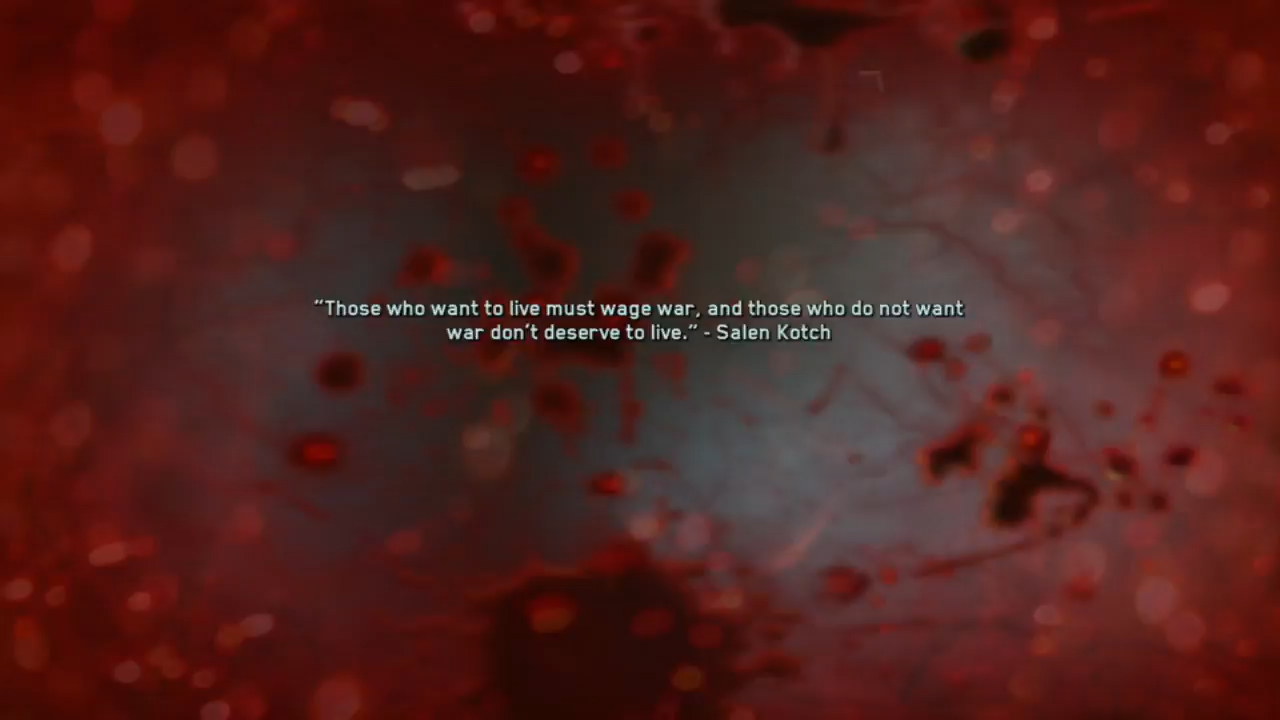 “Those who want to live must wage war, and those who do not want
war don’t deserve to live.” - Salen Kotch